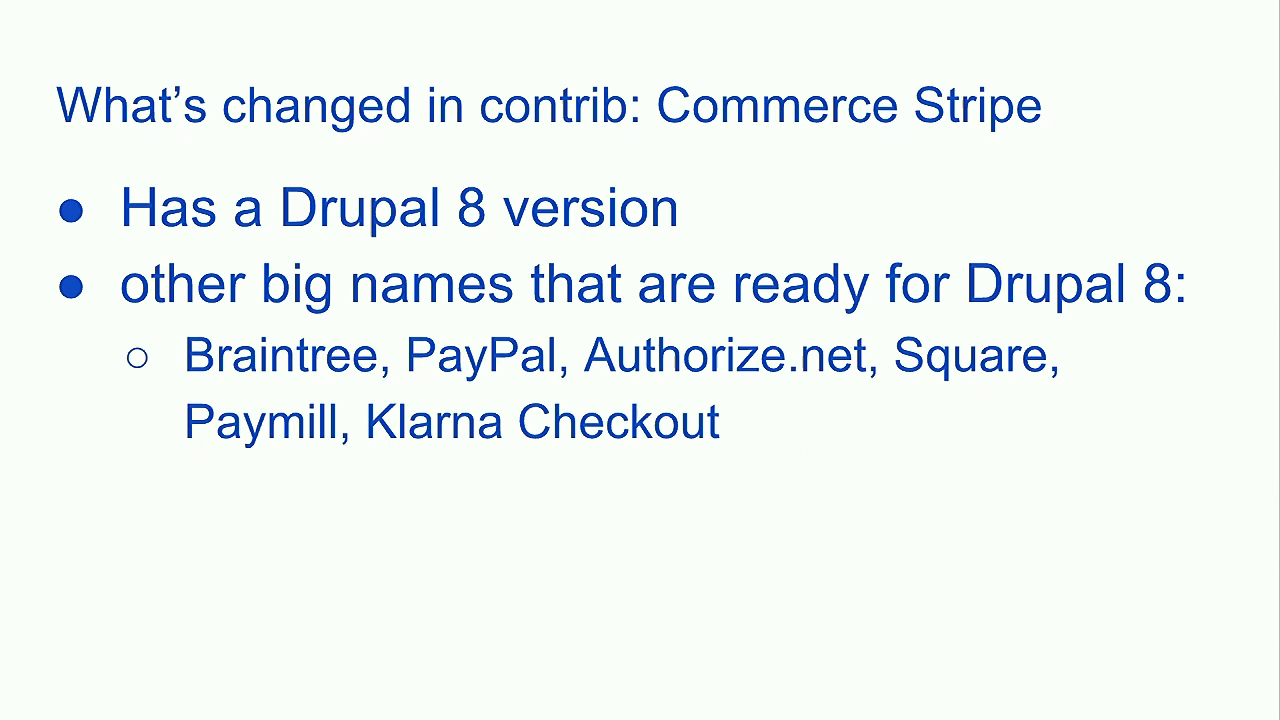 What’s changed in contrib: Commerce Stripe
● Has a Drupal 8 version
● other big names that are ready for Drupal 8:
○ Braintree, PayPal, Authorize.net, Square,
Paymill, Klarna Checkout